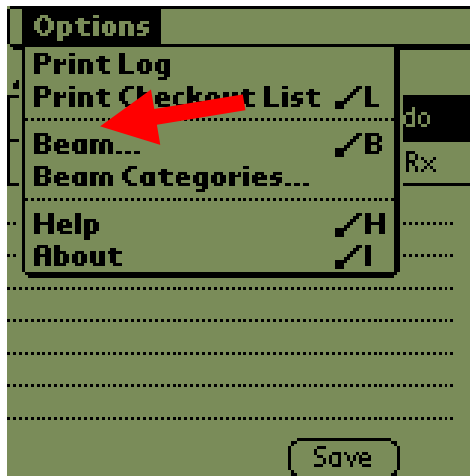 Options
Print Log
Print Checkout List ✓L
do
Beam... ✓B
Rx
Beam Categories...
Help ✓H
About ✓I
Save